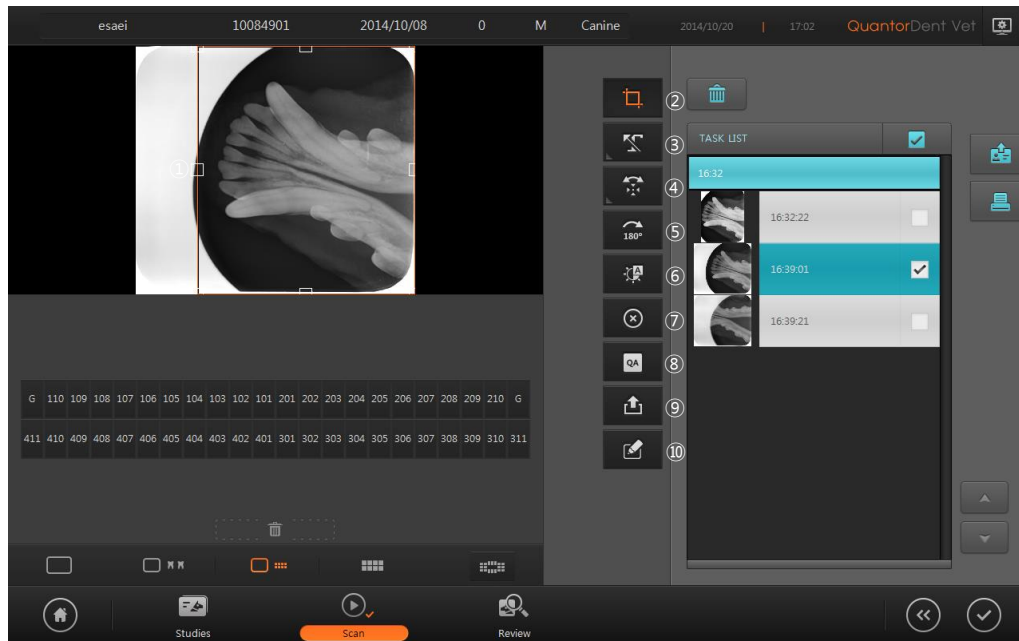 esaei 10084901 2014/10/08 0 M Canine 2014/10/20 | 17:02 QuantorDent Vet
①
②
③
④
180°
⑤
A
⑥
⑦
QA
⑧
⑨
⑩
TASK LIST
16:32
16:32:22
16:39:01
16:39:21
G 110 109 108 107 106 105 104 103 102 101 201 202 203 204 205 206 207 208 209 210 G
411 410 409 408 407 406 405 404 403 402 401 301 302 303 304 305 306 307 308 309 310 311
Studies Scan Review